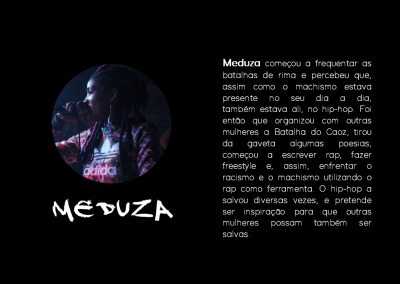 adidas
MEDUZA
Meduza começou a frequentar as
batalhas de rima e percebeu que,
assim como o machismo estava
presente no seu dia a dia,
também estava ali, no hip-hop. Foi
então que organizou com outras
mulheres a Batalha do Caoz, tirou
da gaveta algumas poesias,
começou a escrever rap, fazer
freestyle e, assim, enfrentar o
racismo e o machismo utilizando o
rap como ferramenta. O hip-hop a
salvou diversas vezes, e pretende
ser inspiração para que outras
mulheres possam também ser
salvas